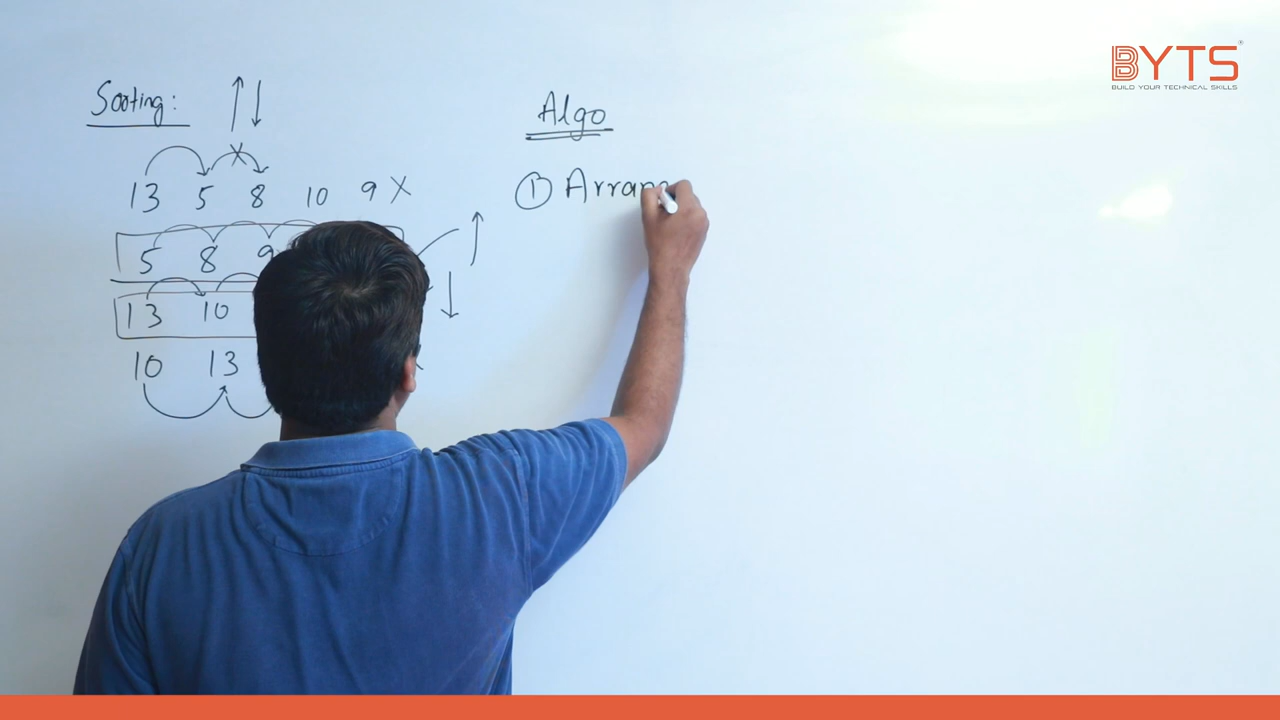 Sorting:
13 5 8 10 9 X
5 8 9
13 10
10 13
Algo
① Arran
BYTS
BUILD YOUR TECHNICAL SKILLS